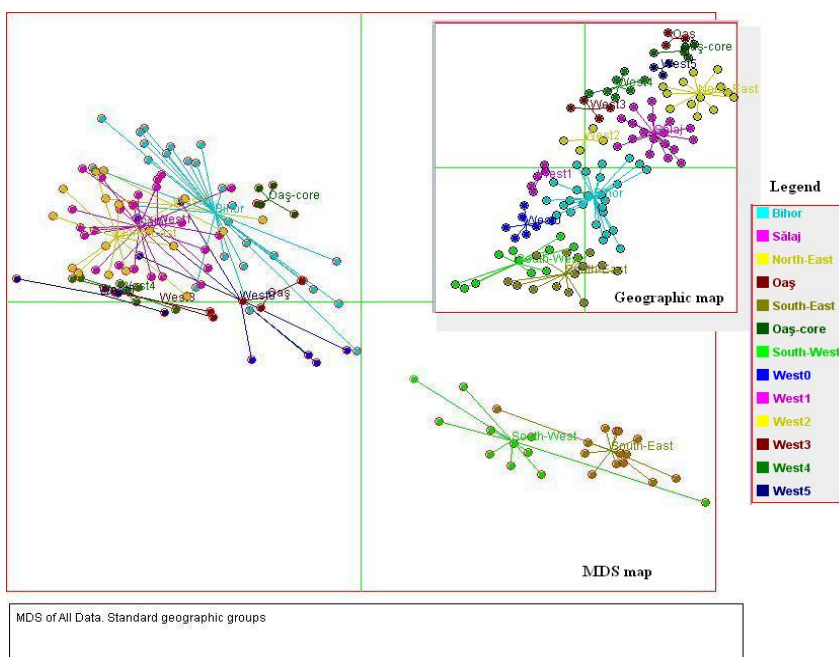 Oaş
Oaş-core
West5
North-East
West4
West3
Sălaj
West2
West1
Bihor
West0
South-West
South-East
Geographic map
Oaş-core
West1
Bihor
West4
West3
Oaş
South-West
South-East
MDS map
Legend
Bihor
Sălaj
North-East
Oaş
South-East
Oaş-core
South-West
West0
West1
West2
West3
West4
West5
MDS of All Data. Standard geographic groups